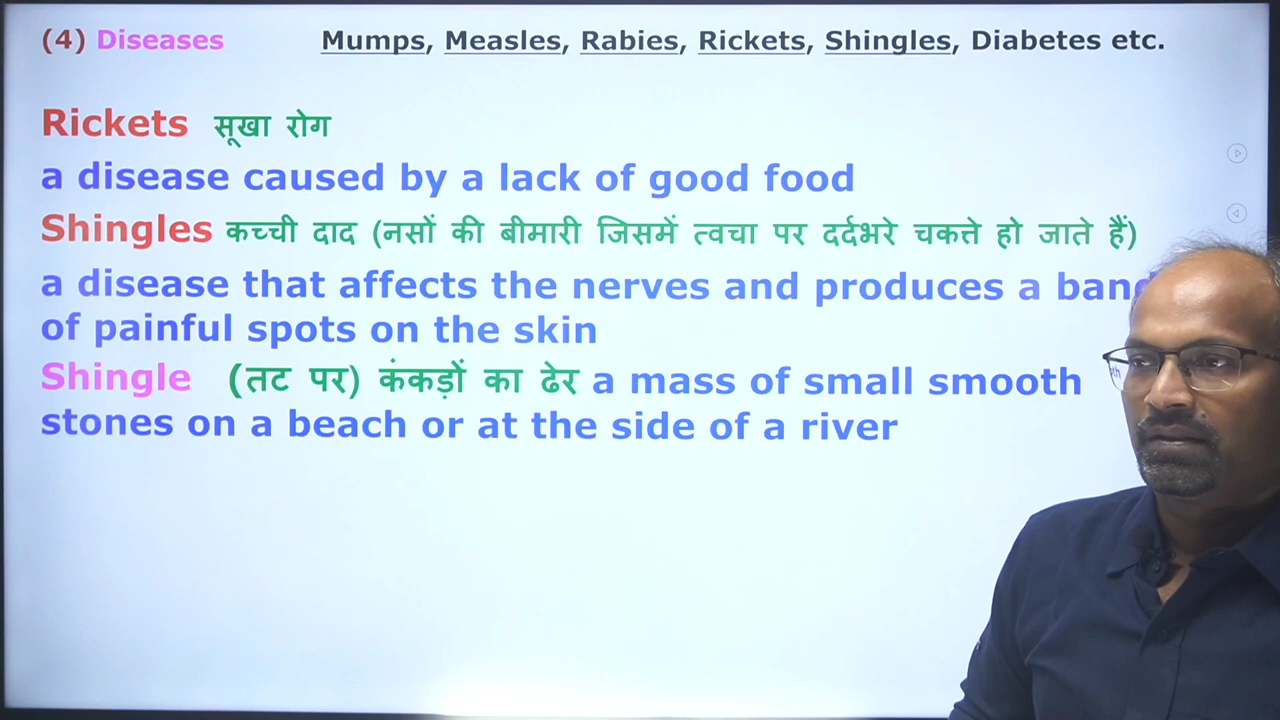 (4) Diseases Mumps, Measles, Rabies, Rickets, Shingles, Diabetes etc.
Rickets सूखा रोग
a disease caused by a lack of good food
Shingles कच्ची दाद (नसों की बीमारी जिसमें त्वचा पर दर्दभरे चकत्ते हो जाते हैं)
a disease that affects the nerves and produces a band
of painful spots on the skin
Shingle (तट पर) कंकड़ों का ढेर a mass of small smooth
stones on a beach or at the side of a river